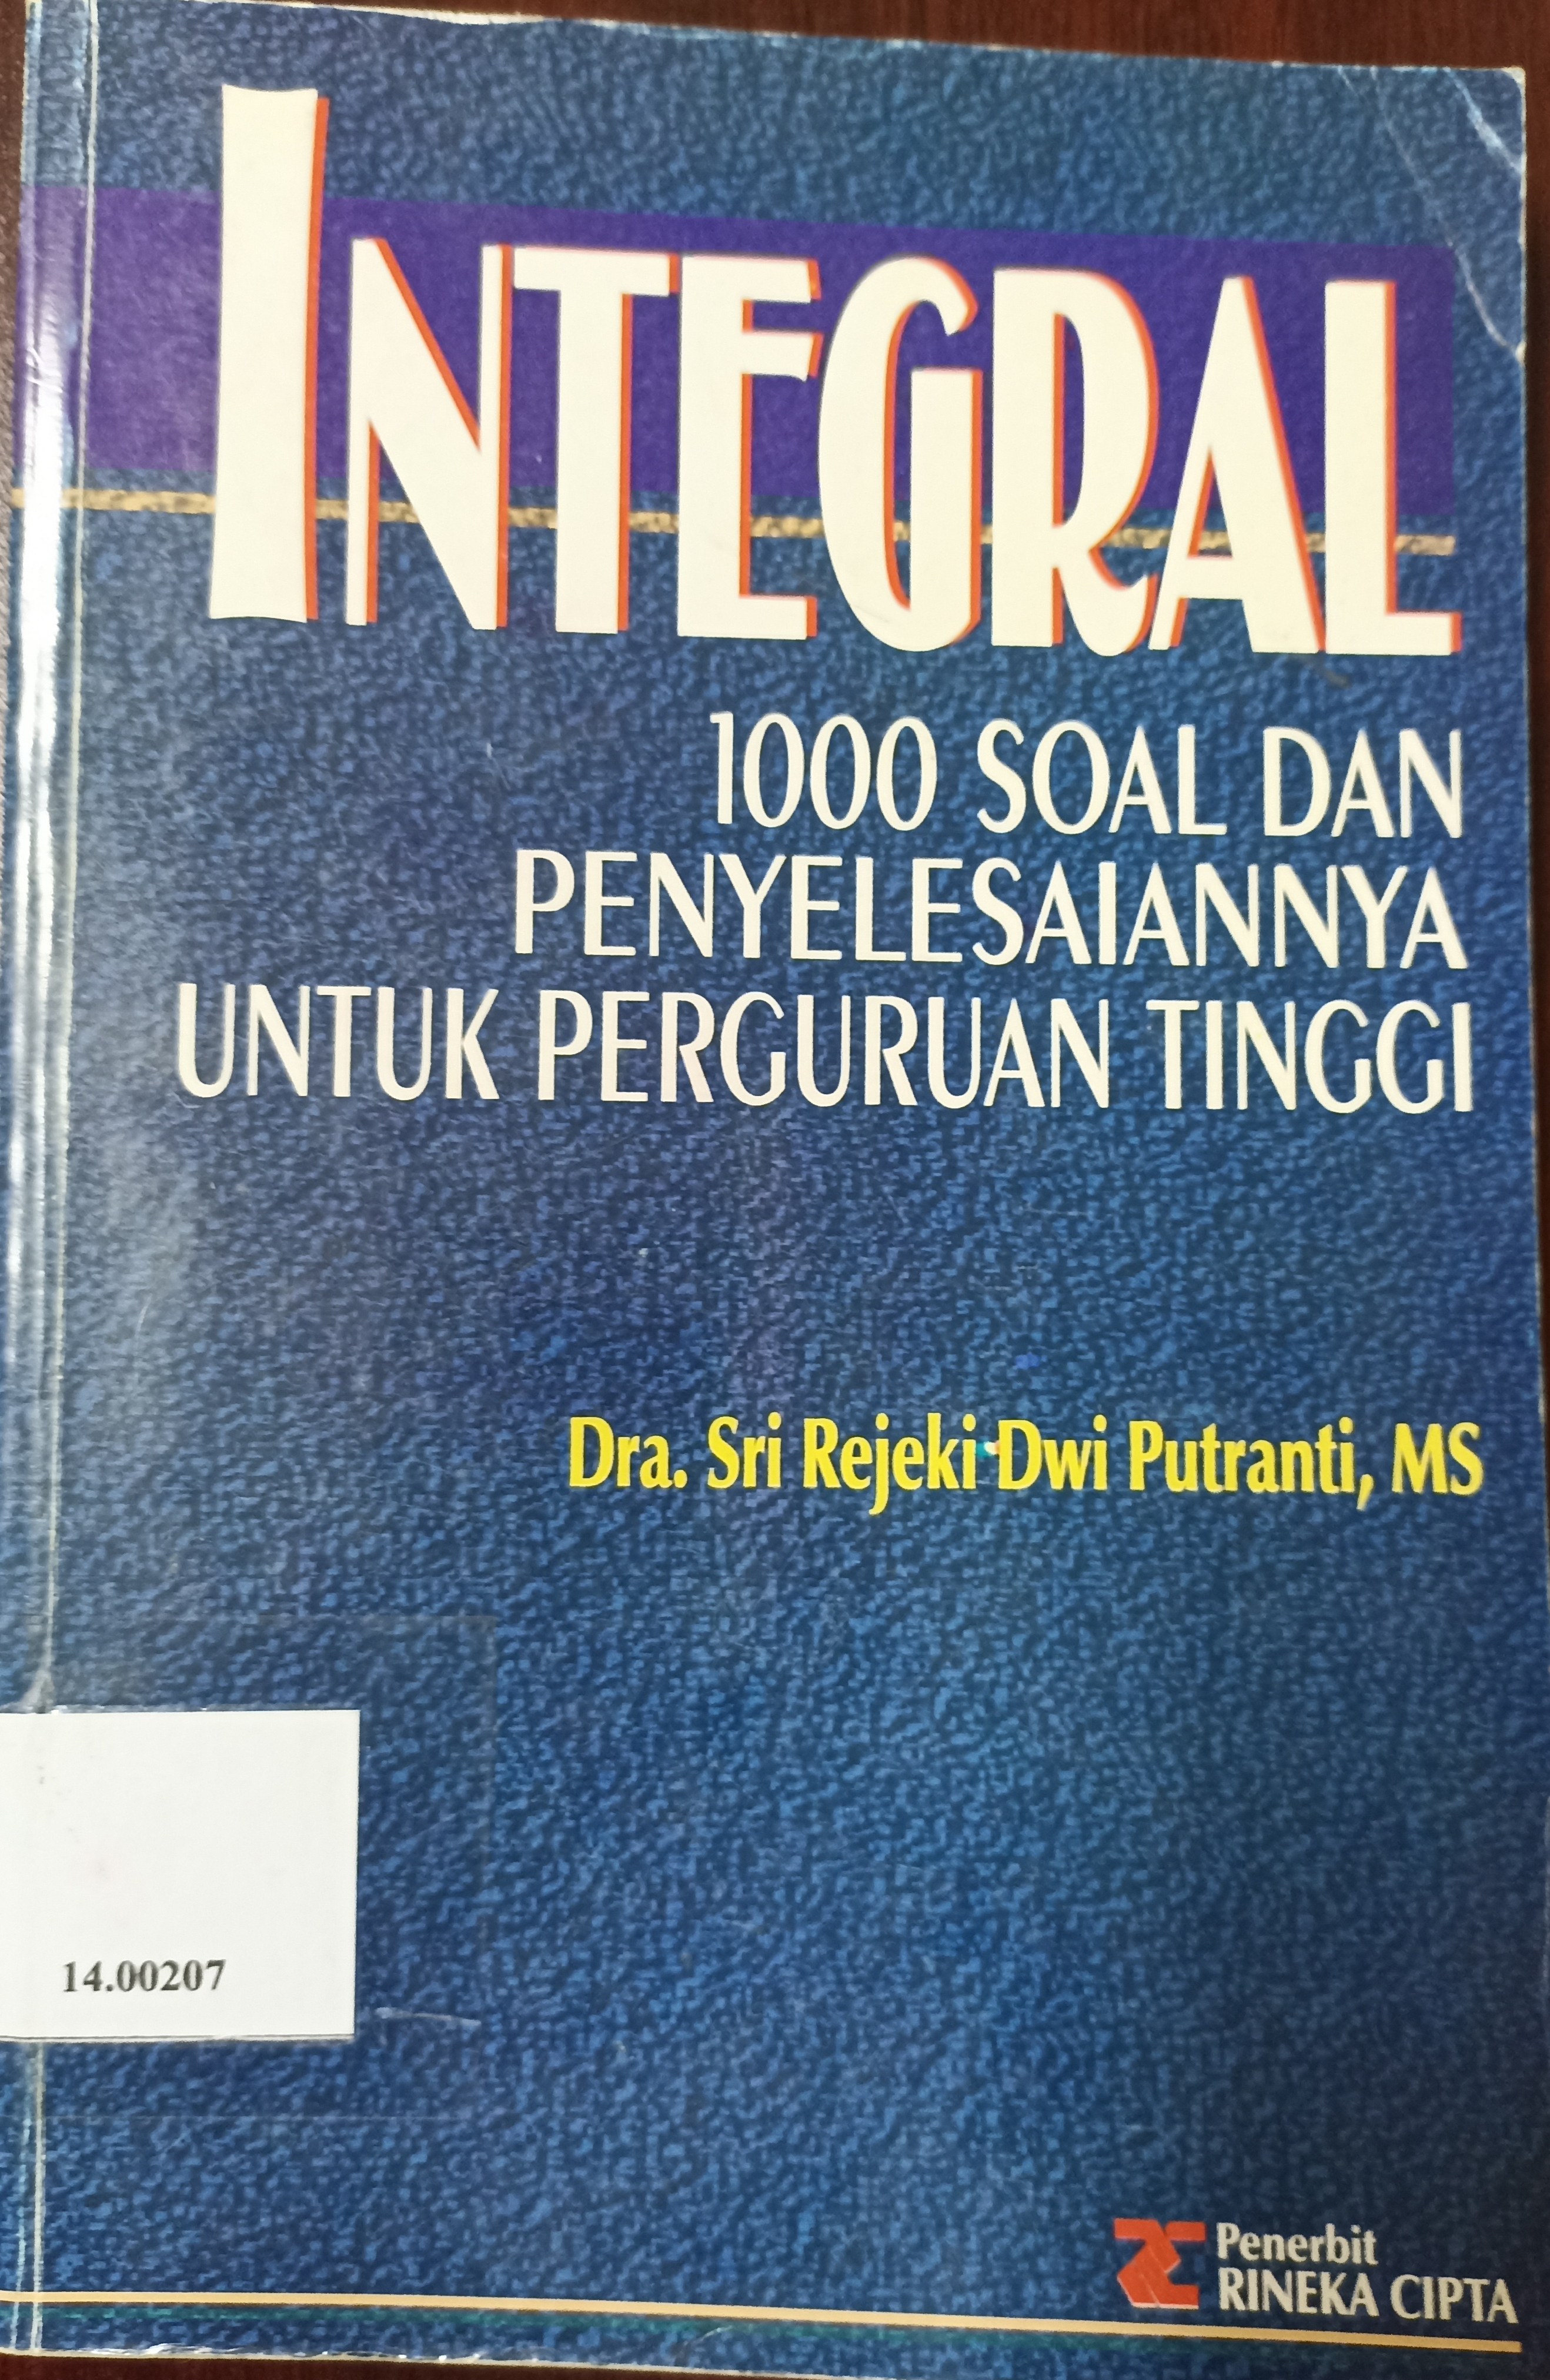 INTEGRAL
1000 SOAL DAN
PENYELESAIANNYA
UNTUK PERGURUAN TINGGI
Dra. Sri Rejeki Dwi Putranti, MS
14.00207
Penerbit
RINEKA CIPTA